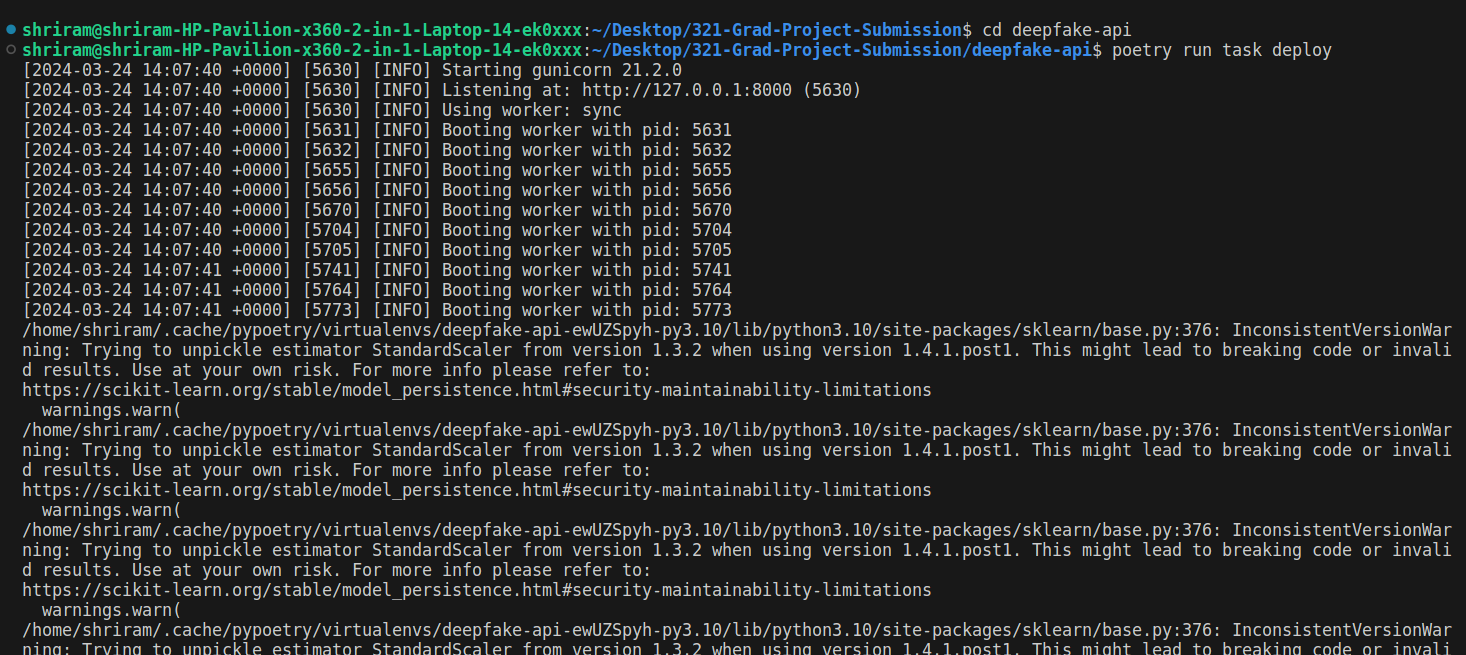 shriram@shriram-HP-Pavilion-x360-2-in-1-Laptop-14-ek0xxx:~/Desktop/321-Grad-Project-Submission$ cd deepfake-api
shriram@shriram-HP-Pavilion-x360-2-in-1-Laptop-14-ek0xxx:~/Desktop/321-Grad-Project-Submission/deepfake-api$ poetry run task deploy
[2024-03-24 14:07:40 +0000] [5630] [INFO] Starting gunicorn 21.2.0
[2024-03-24 14:07:40 +0000] [5630] [INFO] Listening at: http://127.0.0.1:8000 (5630)
[2024-03-24 14:07:40 +0000] [5630] [INFO] Using worker: sync
[2024-03-24 14:07:40 +0000] [5631] [INFO] Booting worker with pid: 5631
[2024-03-24 14:07:40 +0000] [5632] [INFO] Booting worker with pid: 5632
[2024-03-24 14:07:40 +0000] [5655] [INFO] Booting worker with pid: 5655
[2024-03-24 14:07:40 +0000] [5656] [INFO] Booting worker with pid: 5656
[2024-03-24 14:07:40 +0000] [5670] [INFO] Booting worker with pid: 5670
[2024-03-24 14:07:40 +0000] [5704] [INFO] Booting worker with pid: 5704
[2024-03-24 14:07:40 +0000] [5705] [INFO] Booting worker with pid: 5705
[2024-03-24 14:07:41 +0000] [5741] [INFO] Booting worker with pid: 5741
[2024-03-24 14:07:41 +0000] [5764] [INFO] Booting worker with pid: 5764
[2024-03-24 14:07:41 +0000] [5773] [INFO] Booting worker with pid: 5773
/home/shriram/.cache/pypoetry/virtualenvs/deepfake-api-ewUZSpyh-py3.10/lib/python3.10/site-packages/sklearn/base.py:376: InconsistentVersionWar
ning: Trying to unpickle estimator StandardScaler from version 1.3.2 when using version 1.4.1.post1. This might lead to breaking code or invali
d results. Use at your own risk. For more info please refer to:
https://scikit-learn.org/stable/model_persistence.html#security-maintainability-limitations
  warnings.warn(
/home/shriram/.cache/pypoetry/virtualenvs/deepfake-api-ewUZSpyh-py3.10/lib/python3.10/site-packages/sklearn/base.py:376: InconsistentVersionWar
ning: Trying to unpickle estimator StandardScaler from version 1.3.2 when using version 1.4.1.post1. This might lead to breaking code or invali
d results. Use at your own risk. For more info please refer to:
https://scikit-learn.org/stable/model_persistence.html#security-maintainability-limitations
  warnings.warn(
/home/shriram/.cache/pypoetry/virtualenvs/deepfake-api-ewUZSpyh-py3.10/lib/python3.10/site-packages/sklearn/base.py:376: InconsistentVersionWar
ning: Trying to unpickle estimator StandardScaler from version 1.3.2 when using version 1.4.1.post1. This might lead to breaking code or invali
d results. Use at your own risk. For more info please refer to:
https://scikit-learn.org/stable/model_persistence.html#security-maintainability-limitations
  warnings.warn(
/home/shriram/.cache/pypoetry/virtualenvs/deepfake-api-ewUZSpyh-py3.10/lib/python3.10/site-packages/sklearn/base.py:376: InconsistentVersionWar
ning: Trying to unpickle estimator StandardScaler from version 1.3.2 when using version 1.4.1.post1. This might lead to breaking code or invali